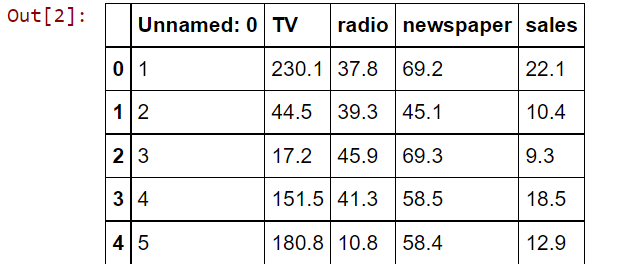 Out[2]:
Unnamed: 0 TV radio newspaper sales
0 1 230.1 37.8 69.2 22.1
1 2 44.5 39.3 45.1 10.4
2 3 17.2 45.9 69.3 9.3
3 4 151.5 41.3 58.5 18.5
4 5 180.8 10.8 58.4 12.9